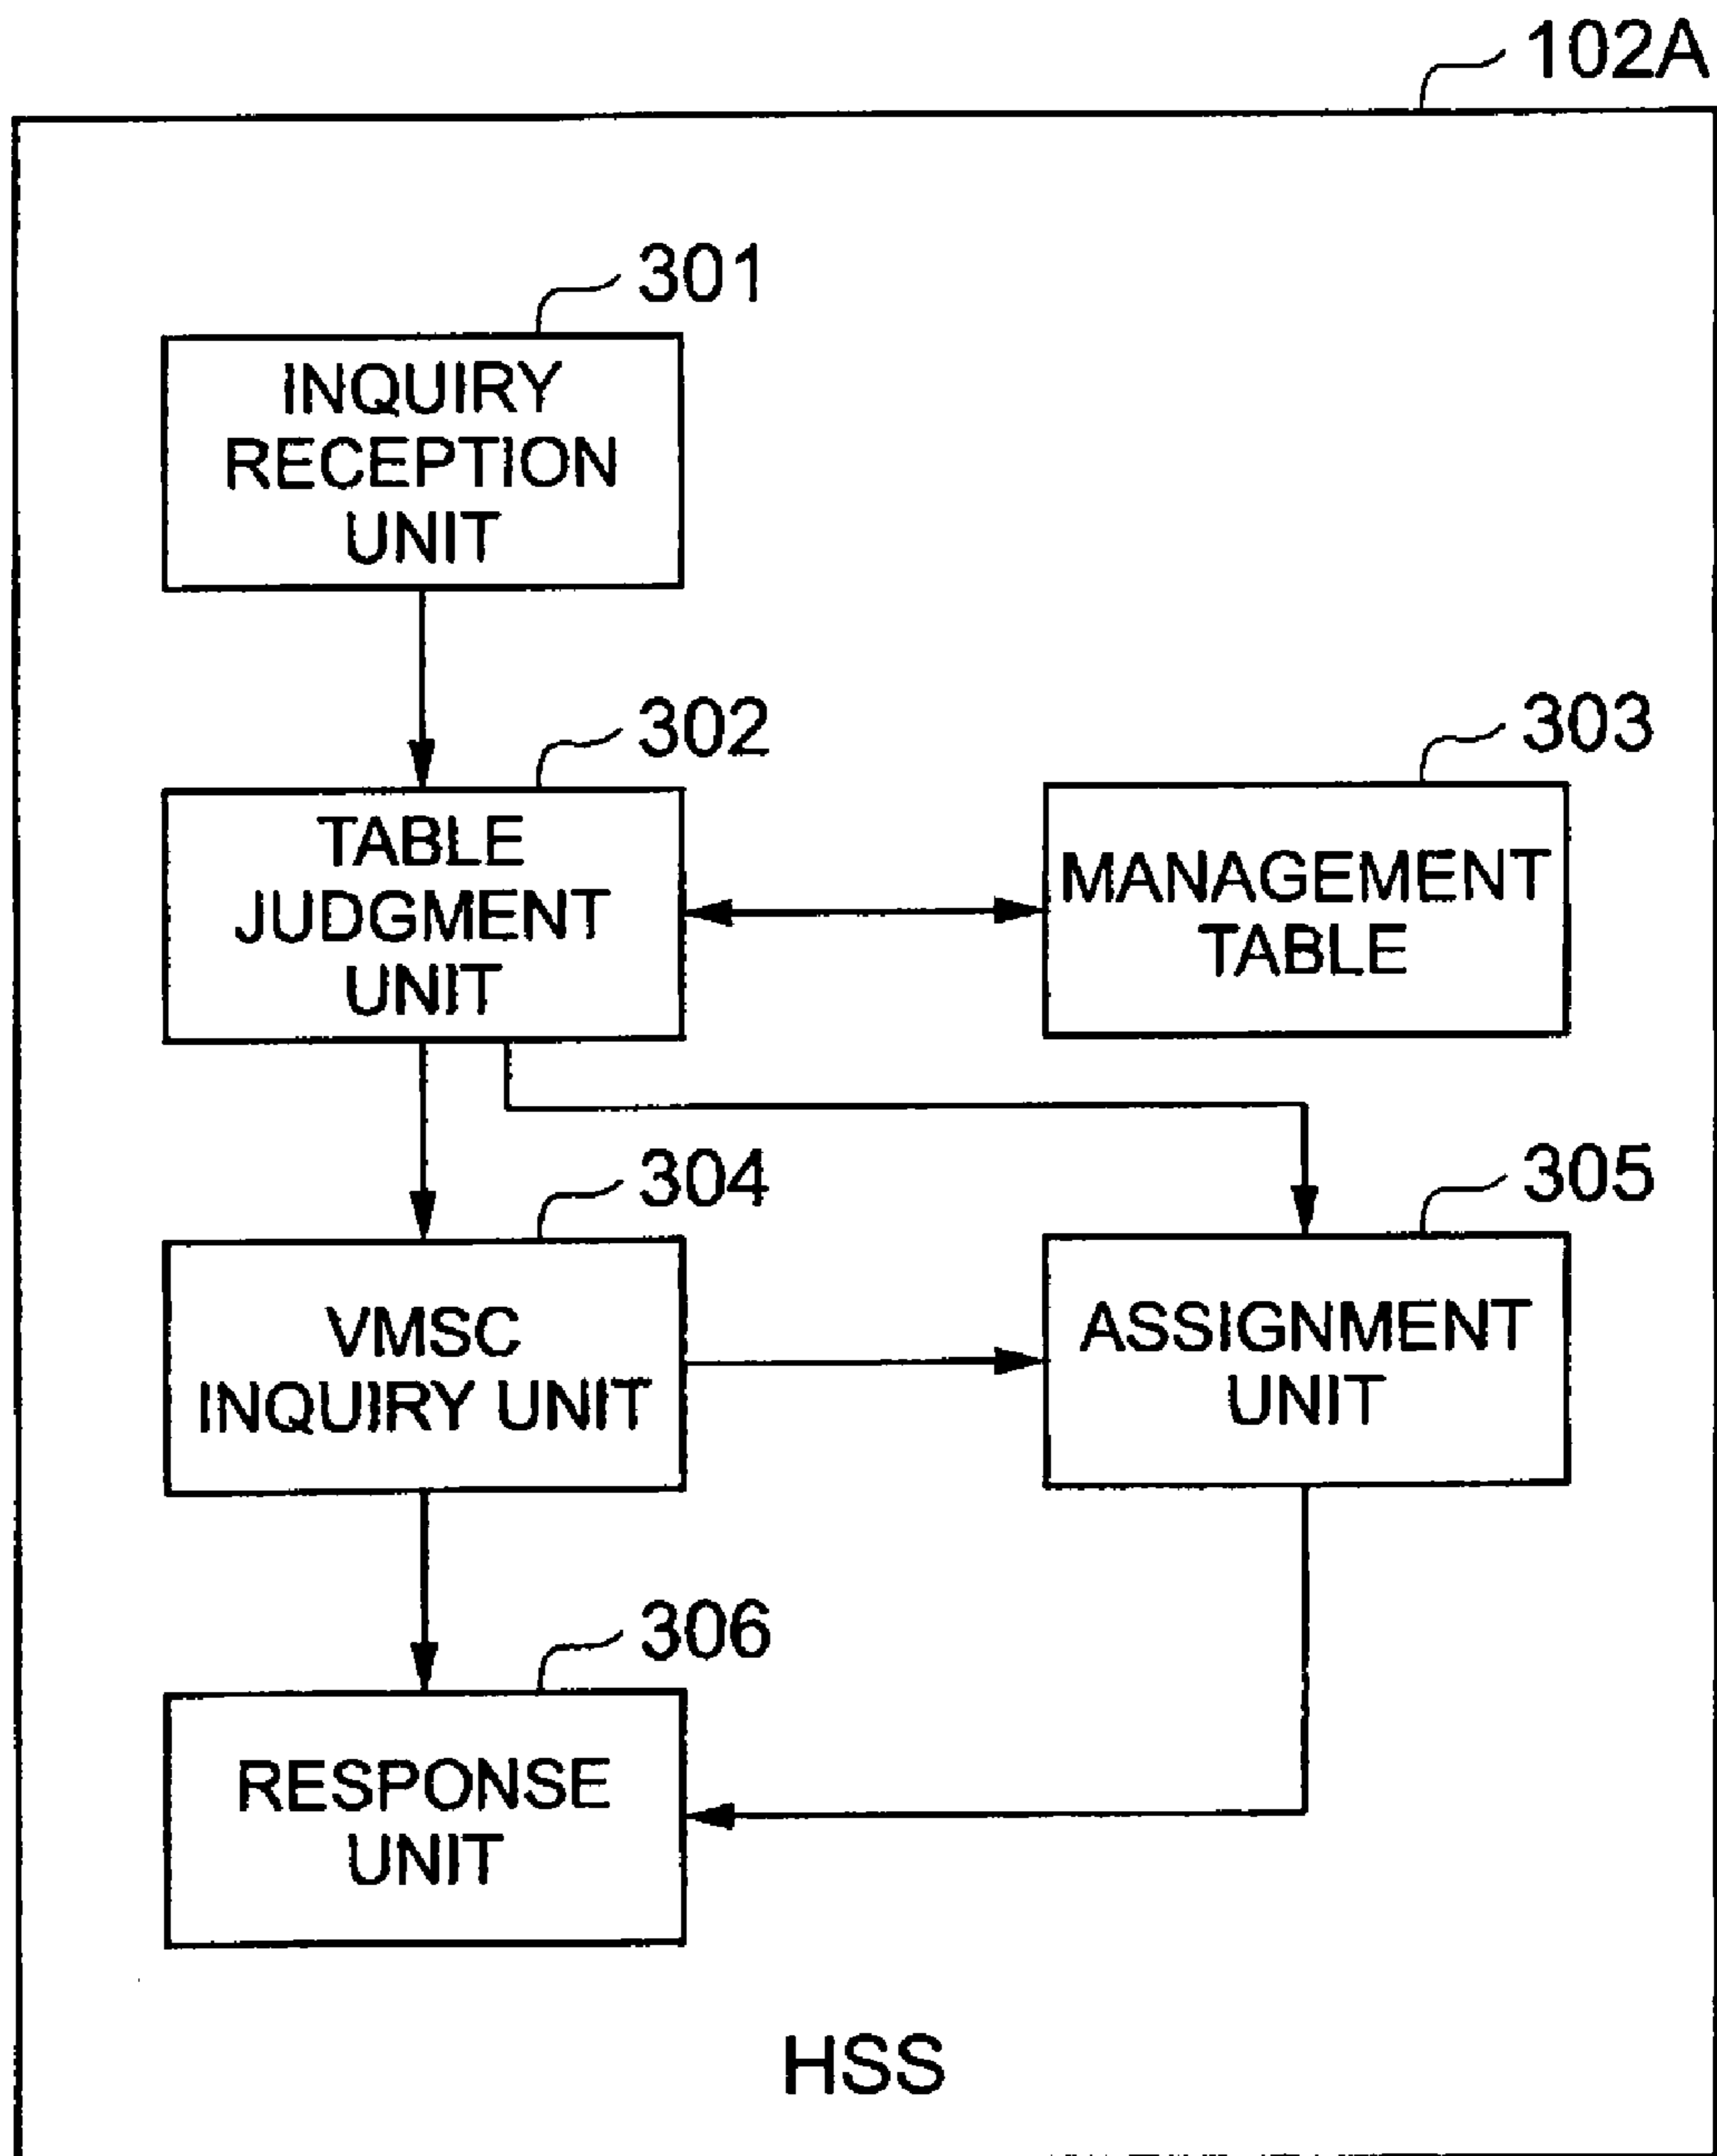 102A
301
INQUIRY
RECEPTION
UNIT
302
TABLE
JUDGMENT
UNIT
303
MANAGEMENT
TABLE
304
VMSC
INQUIRY UNIT
305
ASSIGNMENT
UNIT
306
RESPONSE
UNIT
HSS